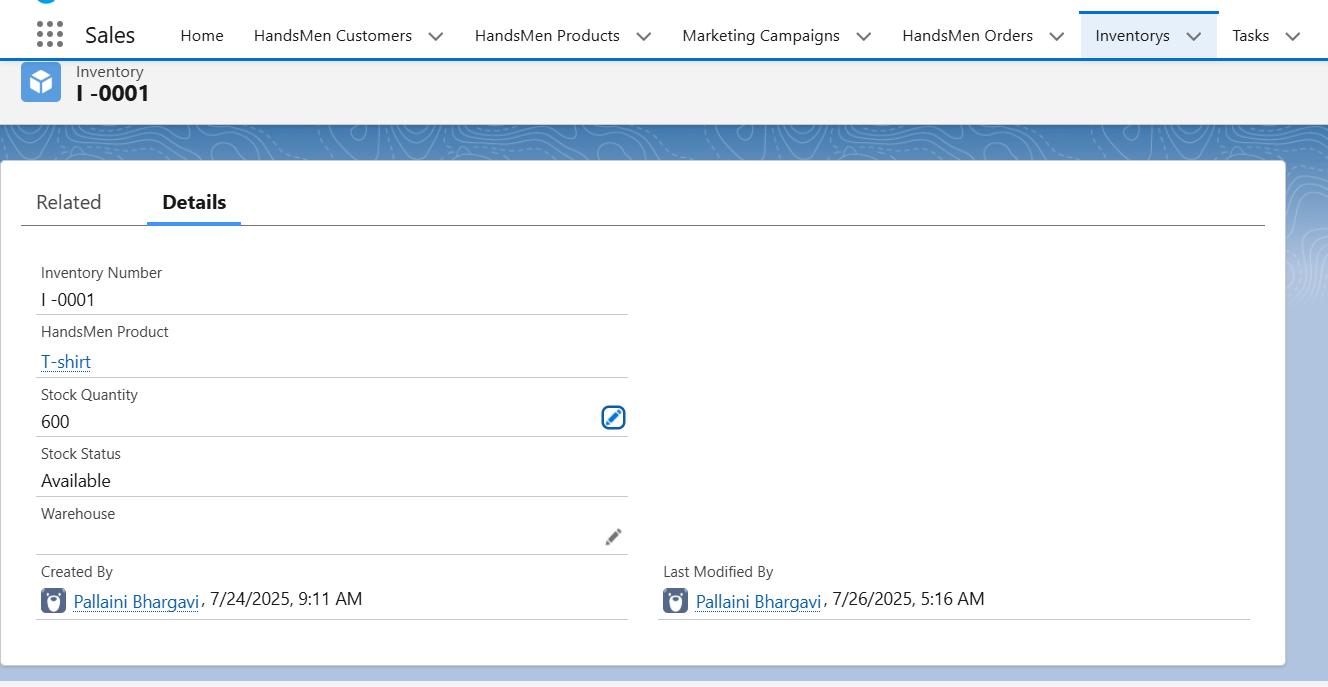 Sales Home HandsMen Customers HandsMen Products Marketing Campaigns HandsMen Orders Inventorys Tasks
Inventory
I -0001
Related Details
Inventory Number
I -0001
HandsMen Product
T-shirt
Stock Quantity
600
Stock Status
Available
Warehouse
Created By
Pallaini Bhargavi, 7/24/2025, 9:11 AM
Last Modified By
Pallaini Bhargavi, 7/26/2025, 5:16 AM